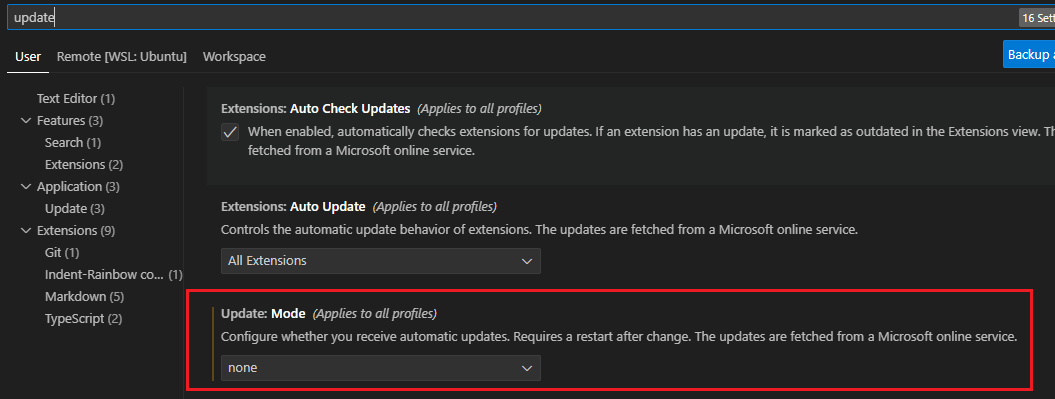 update
16 Sett
User Remote [WSL: Ubuntu] Workspace
Backup a
Text Editor (1)
Features (3)
Search (1)
Extensions (2)
Application (3)
Update (3)
Extensions (9)
Git (1)
Indent-Rainbow co... (1)
Markdown (5)
TypeScript (2)
Extensions: Auto Check Updates (Applies to all profiles)
When enabled, automatically checks extensions for updates. If an extension has an update, it is marked as outdated in the Extensions view. Th
fetched from a Microsoft online service.
Extensions: Auto Update (Applies to all profiles)
Controls the automatic update behavior of extensions. The updates are fetched from a Microsoft online service.
All Extensions
Update: Mode (Applies to all profiles)
Configure whether you receive automatic updates. Requires a restart after change. The updates are fetched from a Microsoft online service.
none